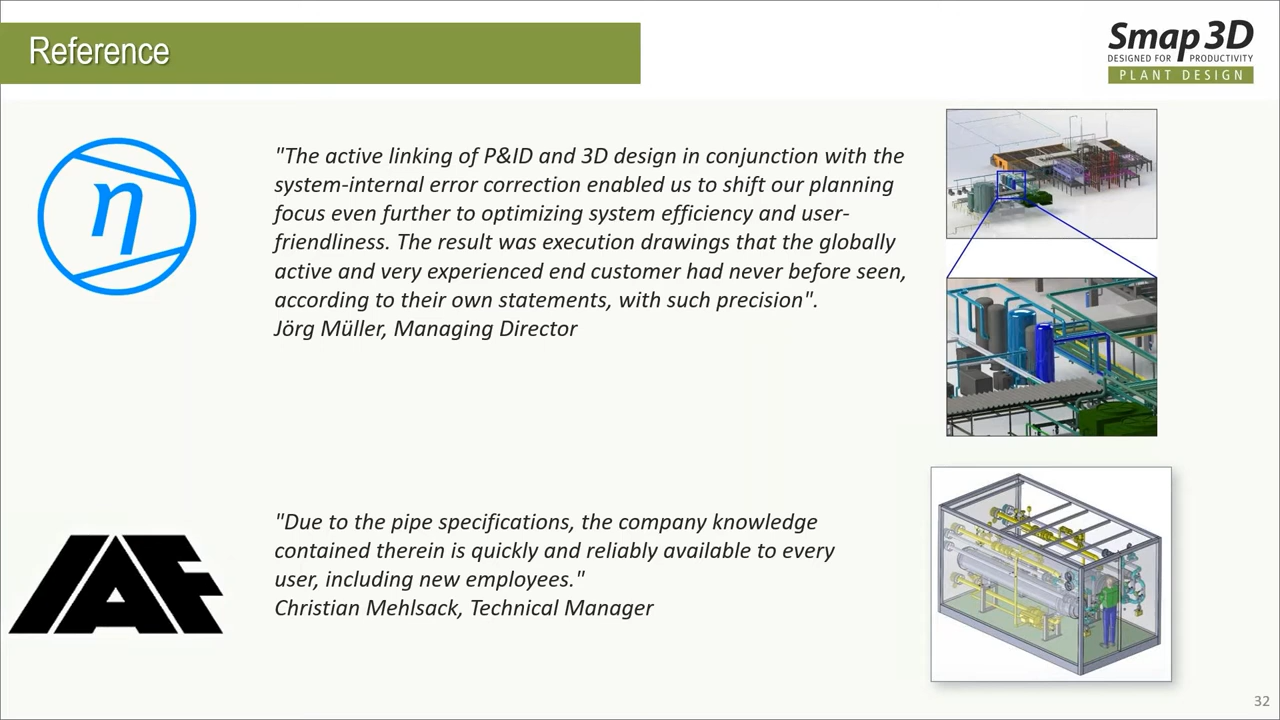 Reference
Smap 3D
DESIGNED FOR PRODUCTIVITY
PLANT DESIGN
η
"The active linking of P&ID and 3D design in conjunction with the
system-internal error correction enabled us to shift our planning
focus even further to optimizing system efficiency and user-
friendliness. The result was execution drawings that the globally
active and very experienced end customer had never before seen,
according to their own statements, with such precision".
Jörg Müller, Managing Director
IAF
"Due to the pipe specifications, the company knowledge
contained therein is quickly and reliably available to every
user, including new employees."
Christian Mehlsack, Technical Manager
32